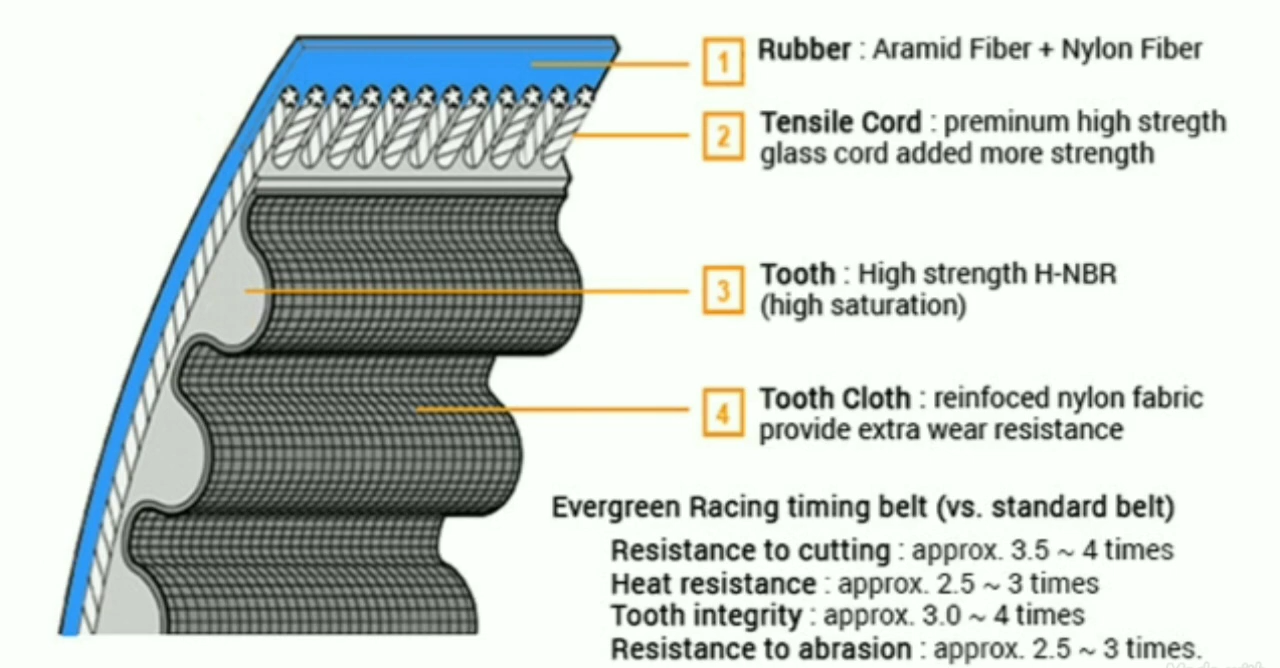 1 Rubber : Aramid Fiber + Nylon Fiber
2 Tensile Cord : preminum high stregth
glass cord added more strength
3 Tooth : High strength H-NBR
(high saturation)
4 Tooth Cloth : reinfoced nylon fabric
provide extra wear resistance
Evergreen Racing timing belt (vs. standard belt)
Resistance to cutting : approx. 3.5 ~ 4 times
Heat resistance : approx. 2.5 ~ 3 times
Tooth integrity : approx. 3.0 ~ 4 times
Resistance to abrasion : approx. 2.5 ~ 3 times.